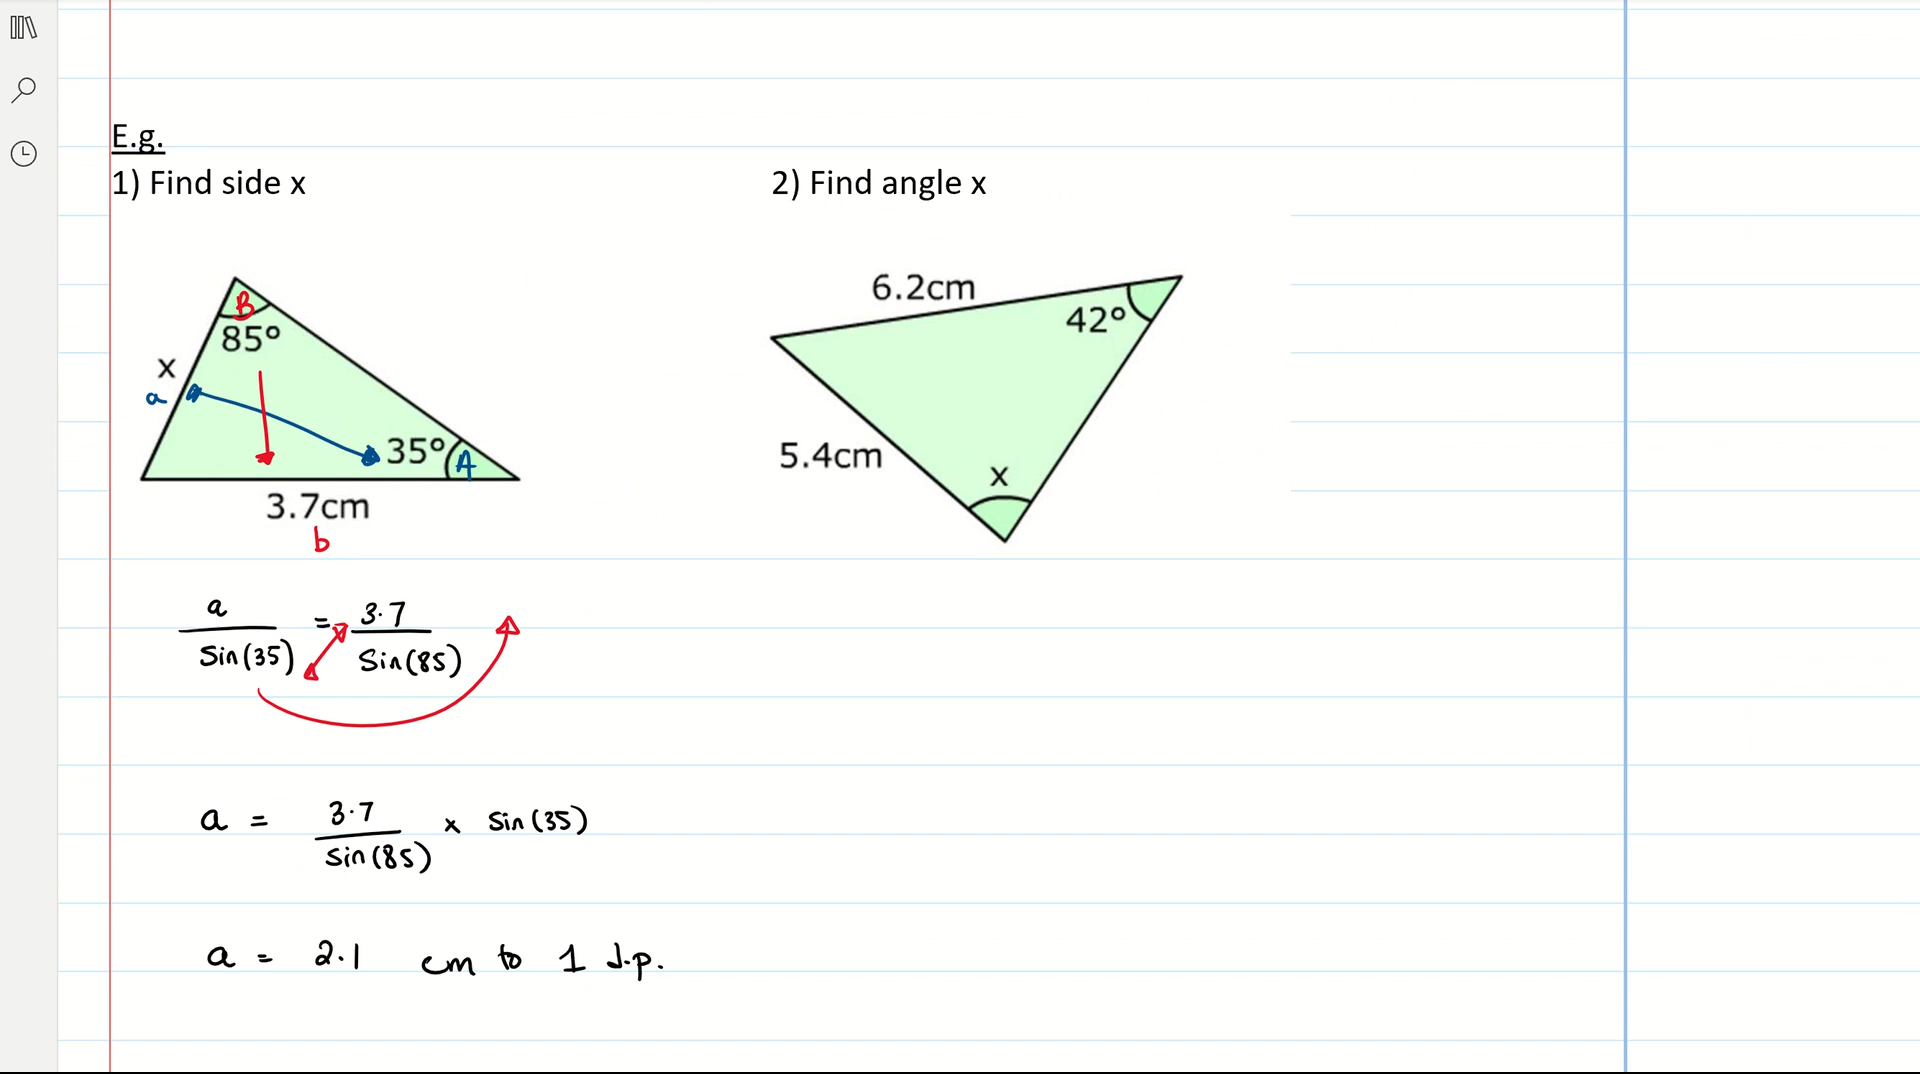 E.g.
1) Find side x
2) Find angle x
B
85°
x
a
35°
A
3.7cm
b
6.2cm
42°
5.4cm
x
a/Sin(35) = 3.7/Sin(85)
a = 3.7/Sin(85) x Sin(35)
a = 2.1 cm to 1 d.p.